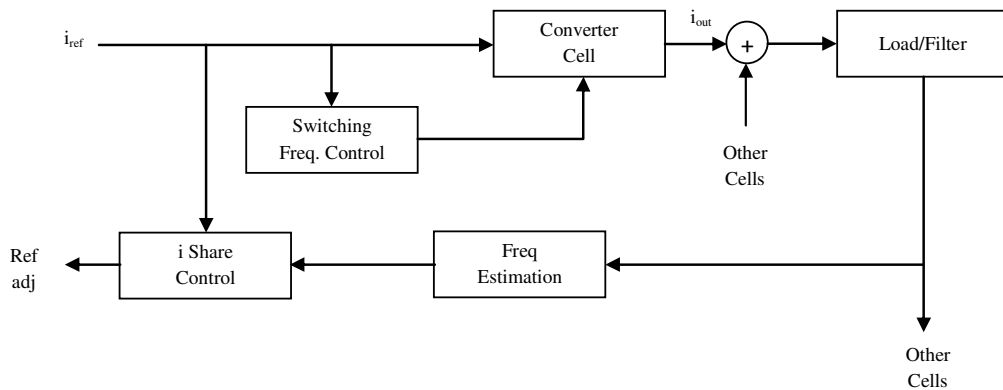 i_ref
Converter
Cell
i_out
+
Load/Filter
Switching
Freq. Control
Other
Cells
Ref
adj
i Share
Control
Freq
Estimation
Other
Cells